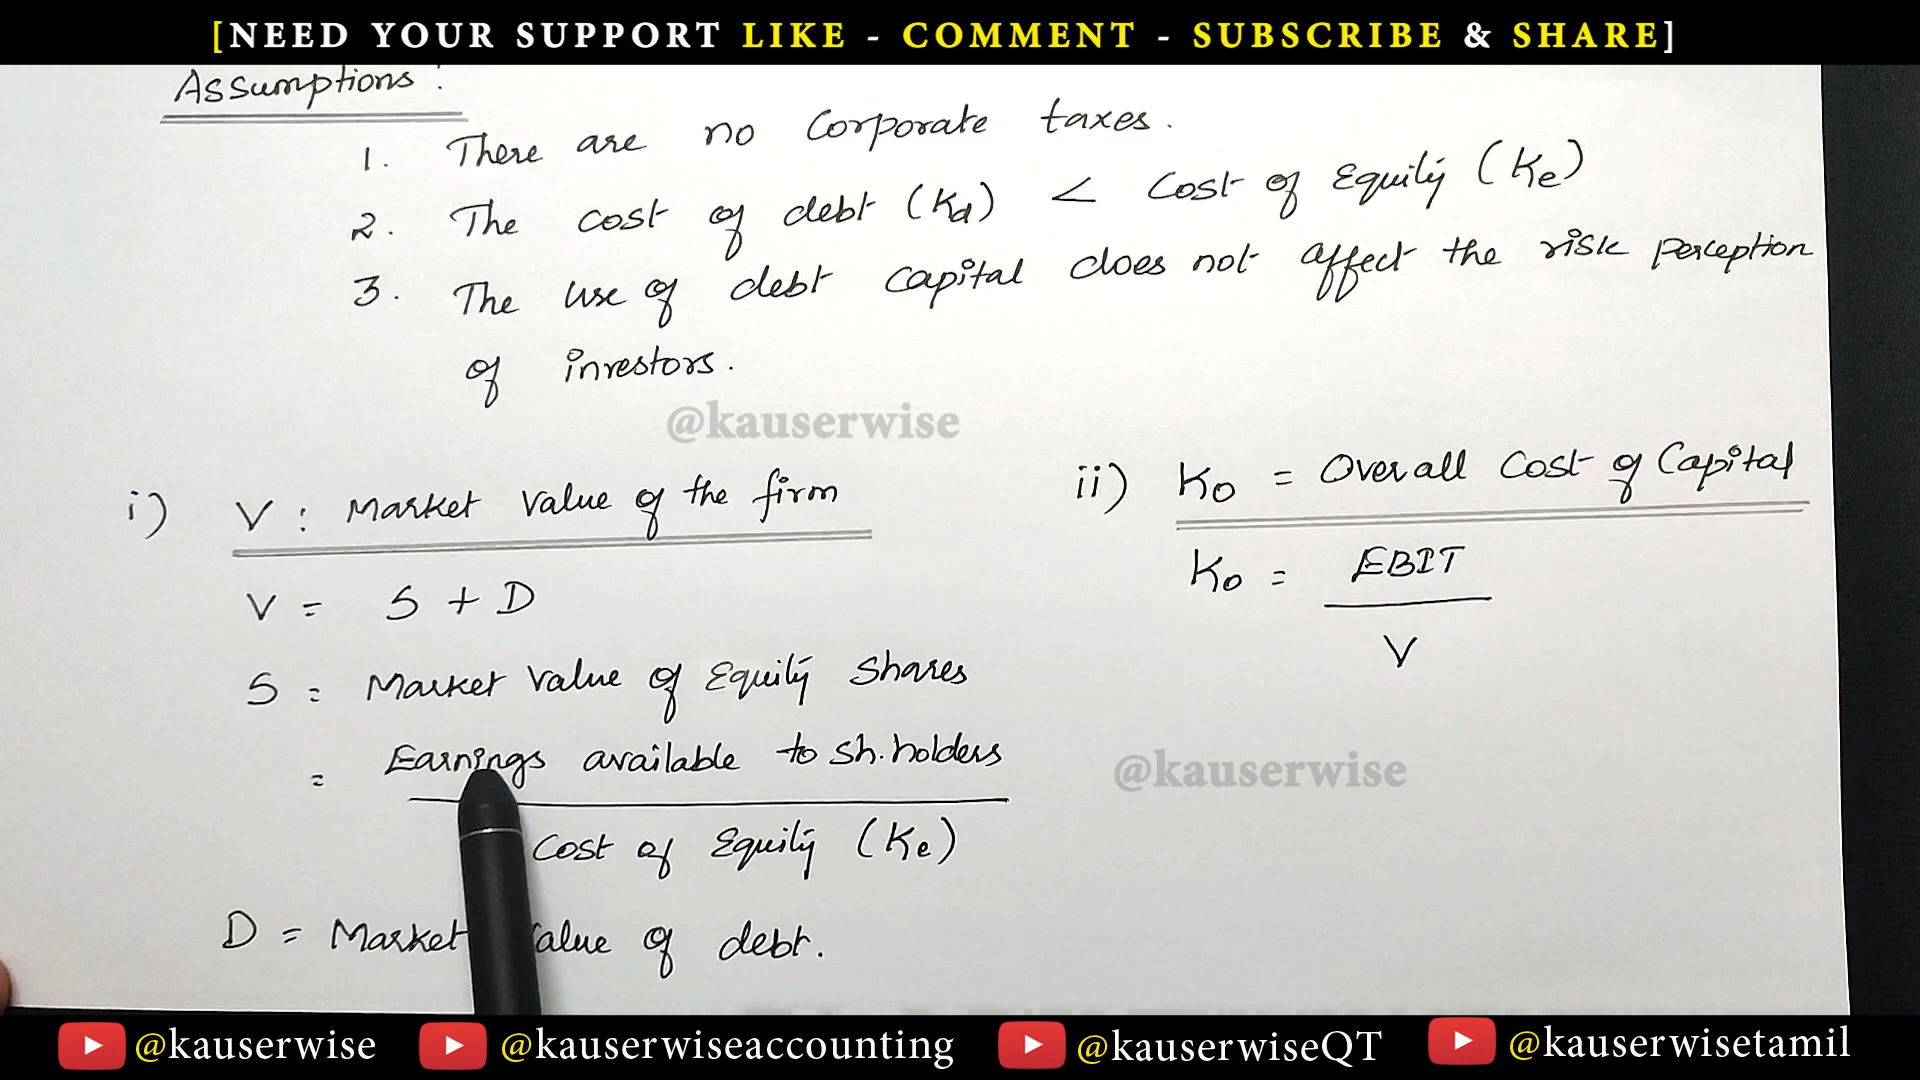 [NEED YOUR SUPPORT LIKE - COMMENT - SUBSCRIBE & SHARE]
Assumptions:
1. There are no Corporate taxes.
2. The cost of debt (Kd) < Cost of Equity (Ke)
3. The Use of debt Capital does not affect the risk perception
of investors.
@kauserwise
i) V : Market Value of the firm
V = S + D
S = Market Value of Equity Shares
= Earnings available to Sh.holders
Cost of Equity (Ke)
D = Market Value of debt.
ii) Ko = Overall Cost of Capital
Ko = EBIT
V
@kauserwise
@kauserwise @kauserwiseaccounting @kauserwiseQT @kauserwisetamil